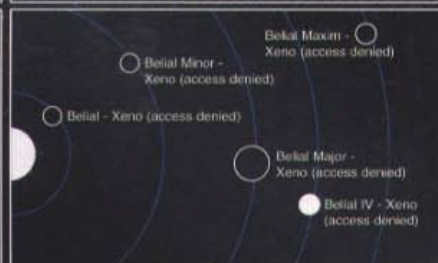 Belial Maxim -
Xeno (access denied)
Belial Minor -
Xeno (access denied)
Belial - Xeno (access denied)
Belial Major -
Xeno (access denied)
Belial IV - Xeno
(access denied)